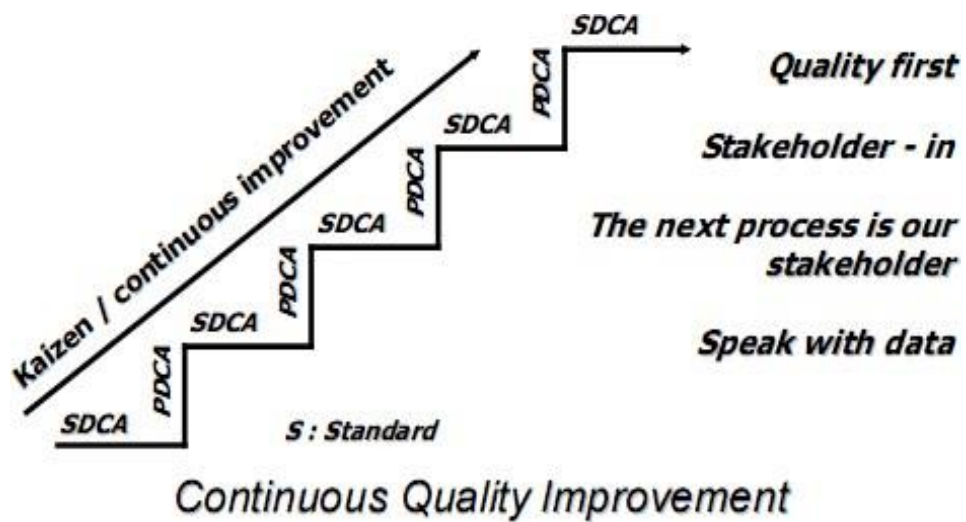 SDCA
Quality first
PDCA
SDCA
Stakeholder - in
Kaizen / continuous improvement
PDCA
SDCA
The next process is our
stakeholder
PDCA
SDCA
Speak with data
PDCA
SDCA
S : Standard
Continuous Quality Improvement